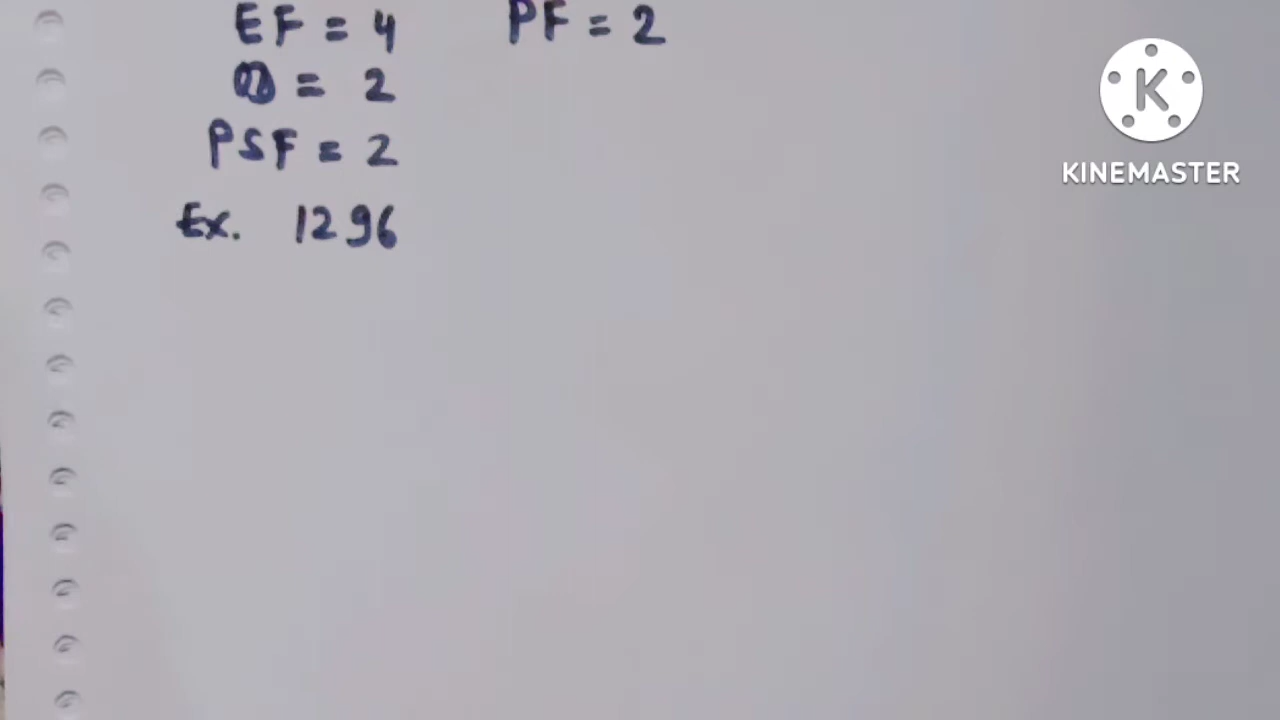 EF = 4 PF = 2
= 2
PSF = 2
Ex. 1296
K
KINEMASTER